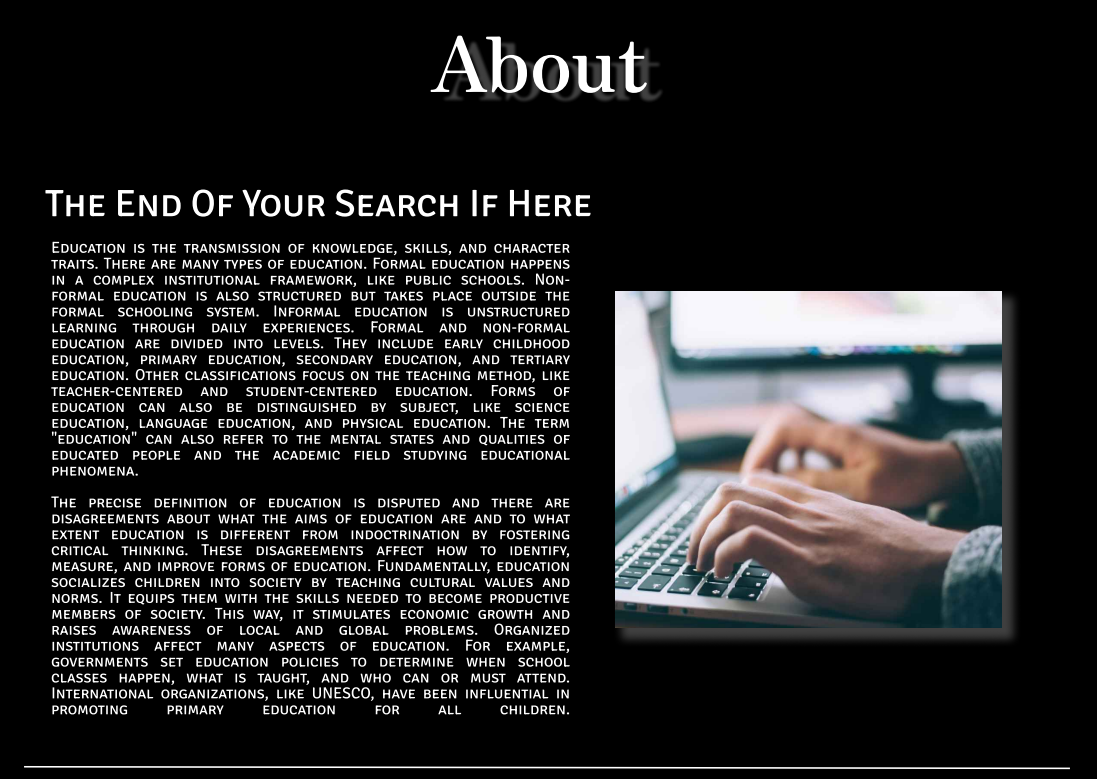 About
The End Of Your Search If Here
Education is the transmission of knowledge, skills, and character
traits. There are many types of education. Formal education happens
in a complex institutional framework, like public schools. Non-
formal education is also structured but takes place outside the
formal schooling system. Informal education is unstructured
learning through daily experiences. Formal and non-formal
education are divided into levels. They include early childhood
education, primary education, secondary education, and tertiary
education. Other classifications focus on the teaching method, like
teacher-centered and student-centered education. Forms of
education can also be distinguished by subject, like science
education, language education, and physical education. The term
"education" can also refer to the mental states and qualities of
educated people and the academic field studying educational
phenomena.
The precise definition of education is disputed and there are
disagreements about what the aims of education are and to what
extent education is different from indoctrination by fostering
critical thinking. These disagreements affect how to identify,
measure, and improve forms of education. Fundamentally, education
socializes children into society by teaching cultural values and
norms. It equips them with the skills needed to become productive
members of society. This way, it stimulates economic growth and
raises awareness of local and global problems. Organized
institutions affect many aspects of education. For example,
governments set education policies to determine when school
classes happen, what is taught, and who can or must attend.
International organizations, like UNESCO, have been influential in
promoting primary education for all children.